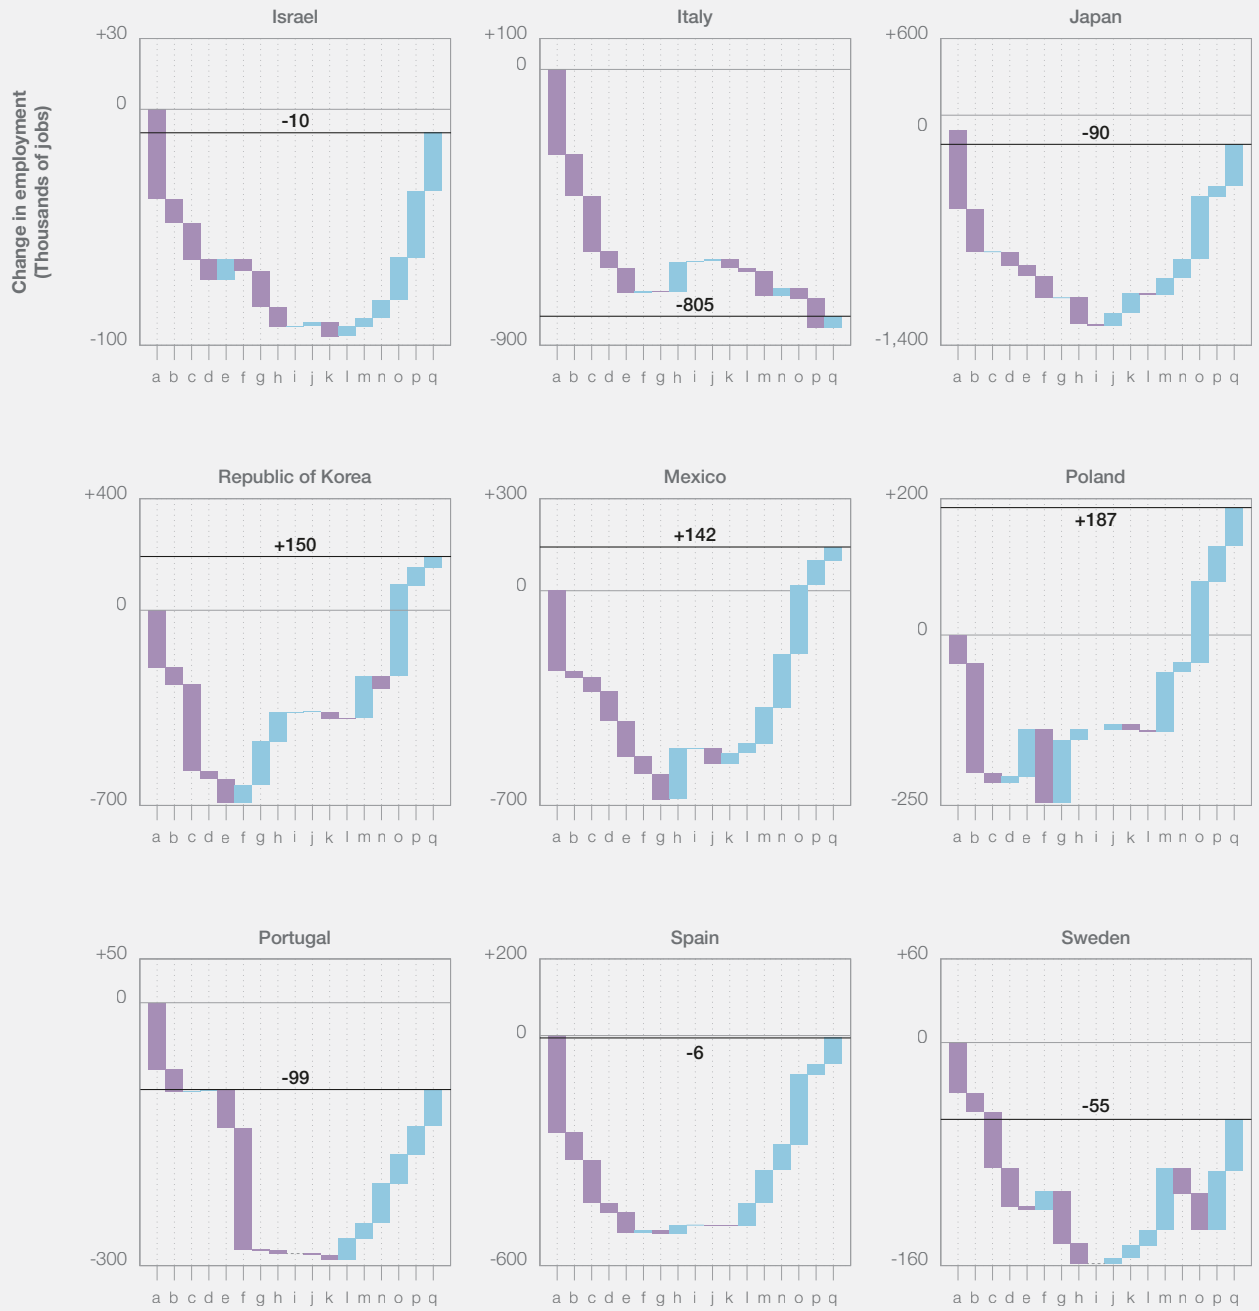 Change in employment
(Thousands of jobs)
Israel
+30
0
-100
-10
a b c d e f g h i j k l m n o p q
Italy
+100
0
-900
-805
a b c d e f g h i j k l m n o p q
Japan
+600
0
-1,400
-90
a b c d e f g h i j k l m n o p q
Republic of Korea
+400
0
-700
+150
a b c d e f g h i j k l m n o p q
Mexico
+300
0
-700
+142
a b c d e f g h i j k l m n o p q
Poland
+200
0
-250
+187
a b c d e f g h i j k l m n o p q
Portugal
+50
0
-300
-99
a b c d e f g h i j k l m n o p q
Spain
+200
0
-600
-6
a b c d e f g h i j k l m n o p q
Sweden
+60
0
-160
-55
a b c d e f g h i j k l m n o p q